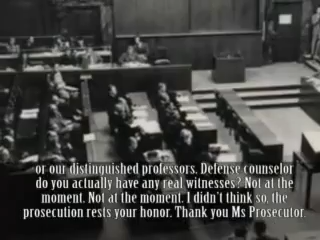 or our distinguished professors. Defense counselor
do you actually have any real witnesses? Not at the
moment. Not at the moment. I didn't think so, the
prosecution rests your honor. Thank you Ms Prosecutor.